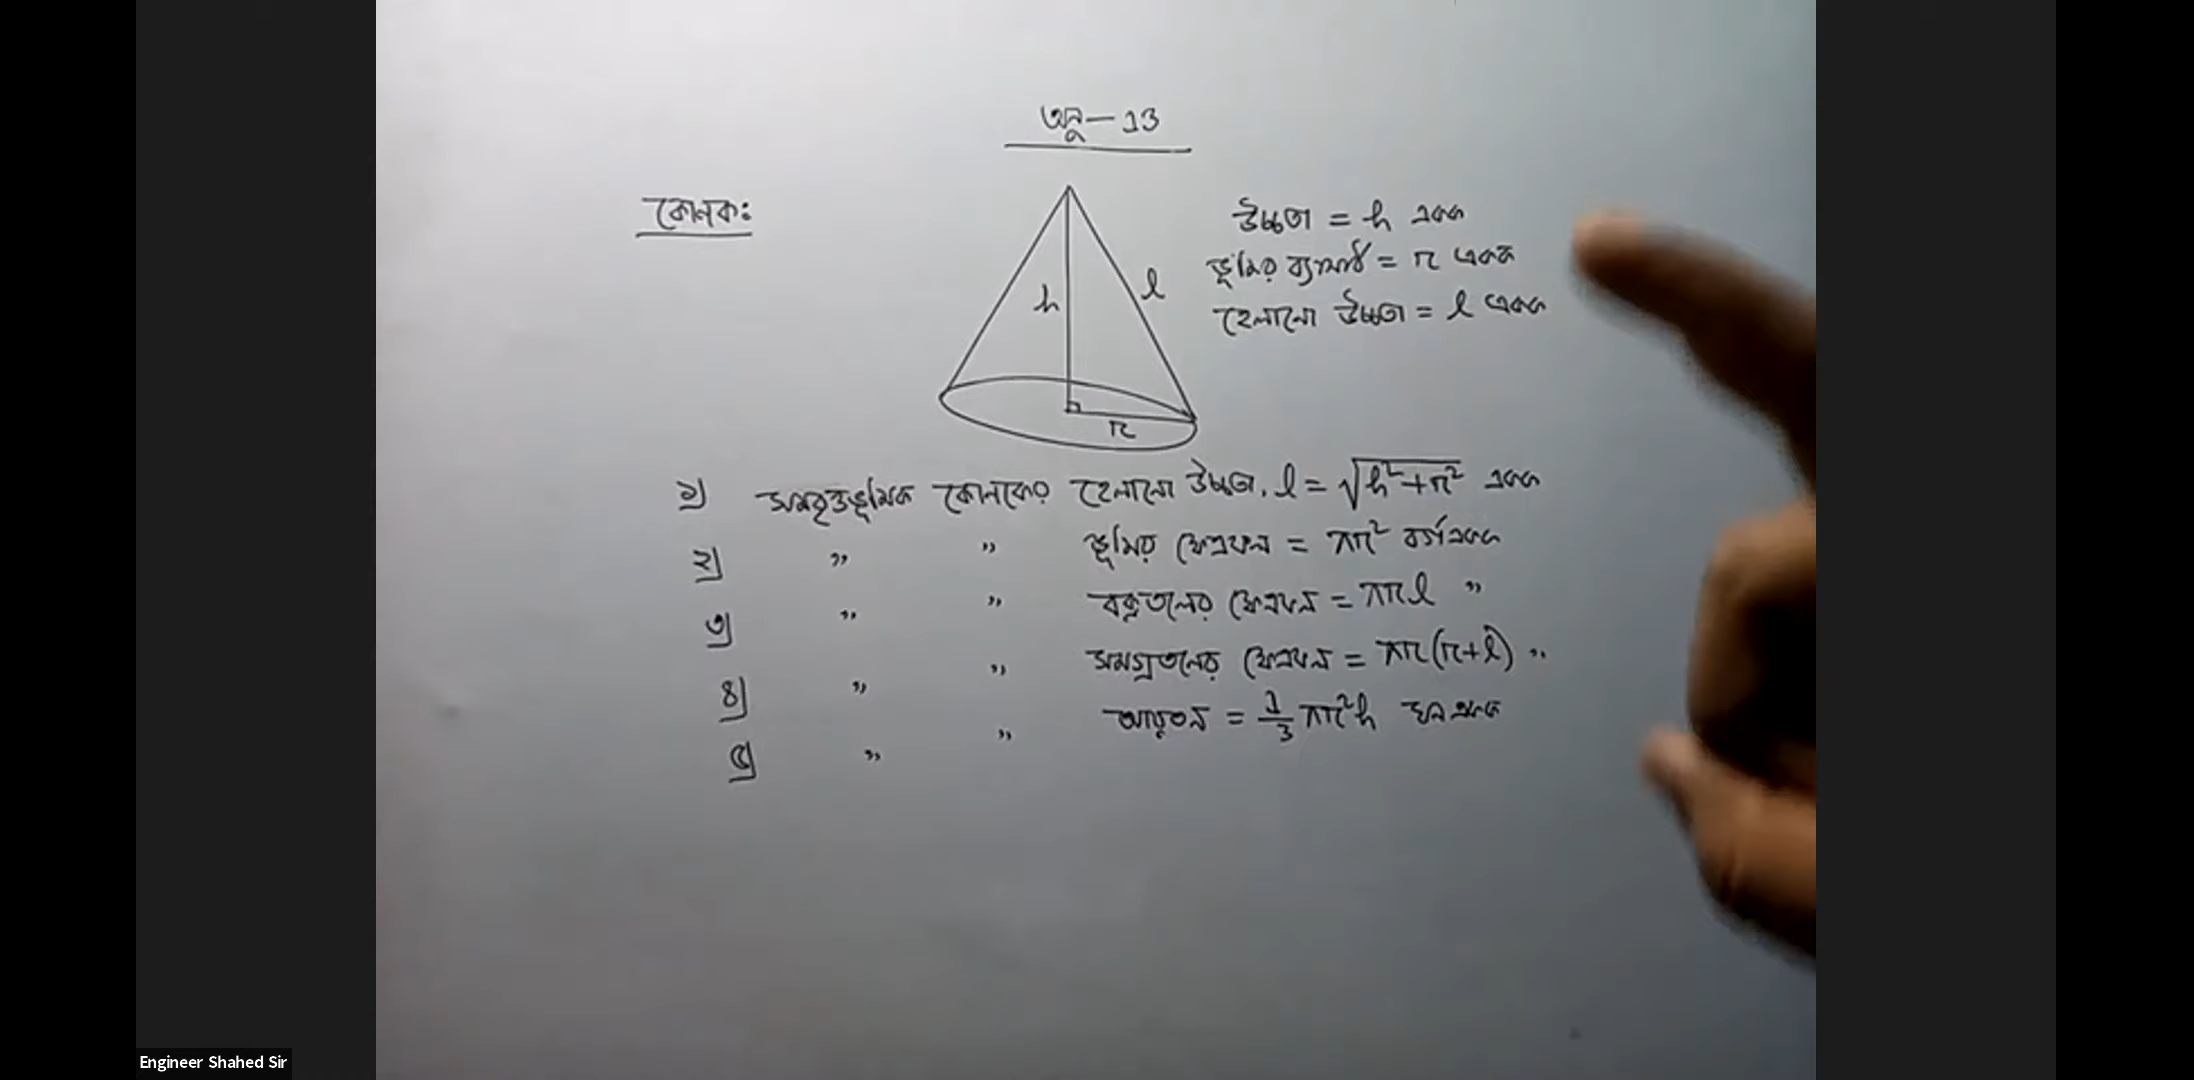 অনু — 13
কোনক:
h
l
r
উচ্চতা = h একক
ভূমির ব্যাসার্ধ = r একক
হেলানো উচ্চতা = l একক
১) সমবৃত্তভূমিক কোনকের হেলানো উচ্চতা, l = √(h²+r²) একক
২) ” ” ভূমির ক্ষেত্রফল = πr² বর্গএকক
৩) ” ” বক্রতলের ক্ষেত্রফল = πrl ”
৪) ” ” সমগ্রতলের ক্ষেত্রফল = πr(r+l) ”
৫) ” ” আয়তন = 1/3 πr²h ঘন একক
Engineer Shahed Sir